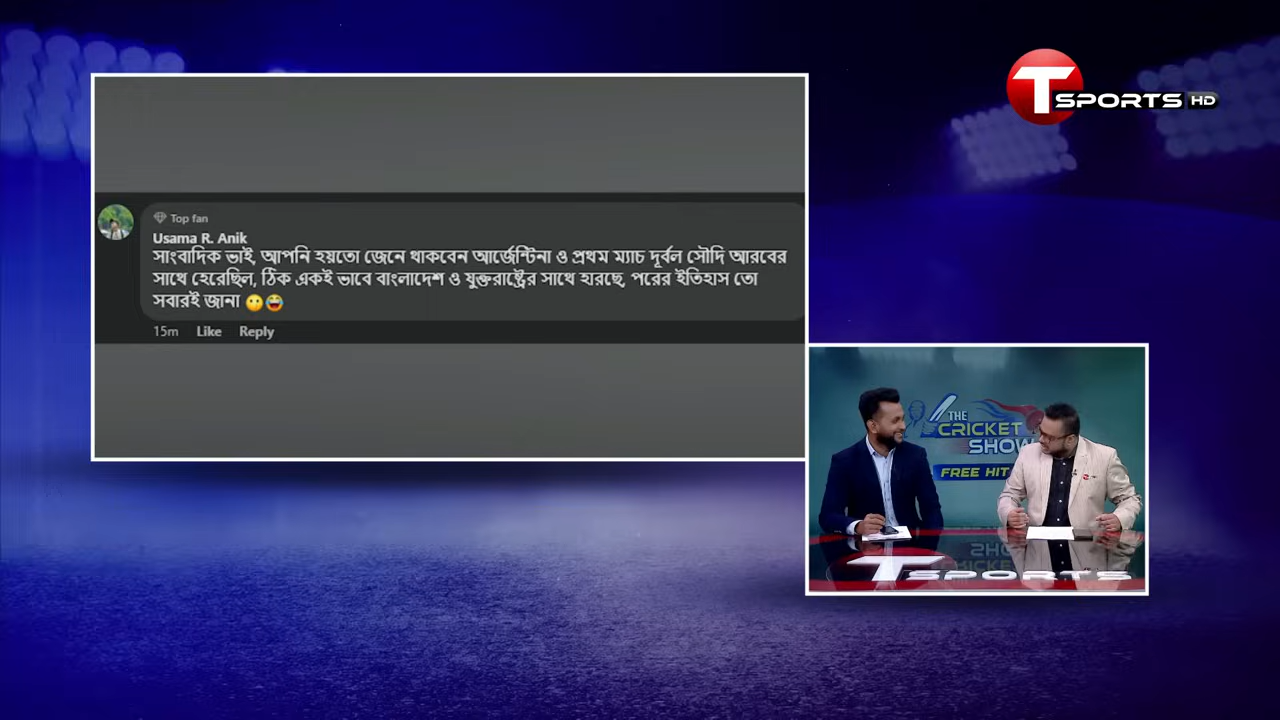 T SPORTS HD
Top fan
Usama R. Anik
সাংবাদিক ভাই, আপনি হয়তো জেনে থাকবেন আর্জেন্টিনা ও প্রথম ম্যাচ দূর্বল সৌদি আরবের
সাথে হেরেছিল, ঠিক একই ভাবে বাংলাদেশ ও যুক্তরাষ্ট্রের সাথে হারছে, পরের ইতিহাস তো
সবারই জানা 😶😂
15m Like Reply
THE
CRICKET
SHOW
FREE HIT
T SPORTS